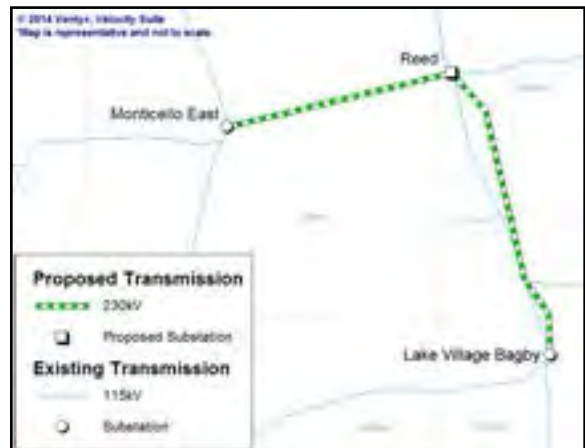 © 2014 Ventyx, Velocity Suite
*Map is representative and not to scale
Reed
Monticello East
Lake Village Bagby
Proposed Transmission
230kV
Proposed Substation
Existing Transmission
115kV
Substation